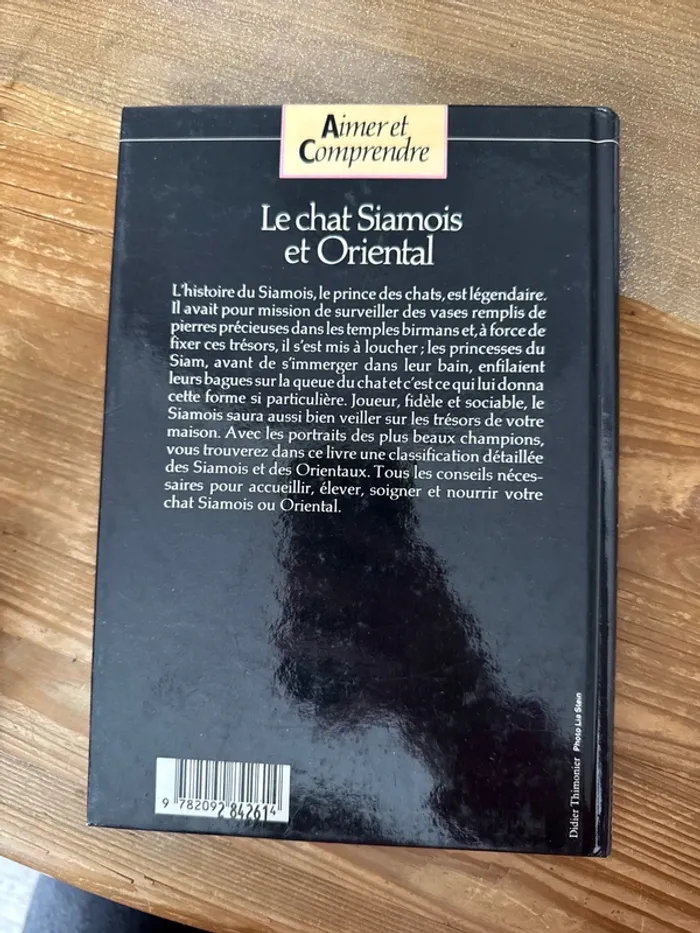 Aimer et
Comprendre
Le chat Siamois
et Oriental
L'histoire du Siamois, le prince des chats, est légendaire.
Il avait pour mission de surveiller des vases remplis de
pierres précieuses dans les temples birmans et, à force de
fixer ces trésors, il s'est mis à loucher ; les princesses du
Siam, avant de s'immerger dans leur bain, enfilaient
leurs bagues sur la queue du chat et c'est ce qui lui donna
cette forme si particulière. Joueur, fidèle et sociable, le
Siamois saura aussi bien veiller sur les trésors de votre
maison. Avec les portraits des plus beaux champions,
vous trouverez dans ce livre une classification détaillée
des Siamois et des Orientaux. Tous les conseils néces-
saires pour accueillir, élever, soigner et nourrir votre
chat Siamois ou Oriental.
Didier Thimonier Photo Lia Stein
9 782092 842614